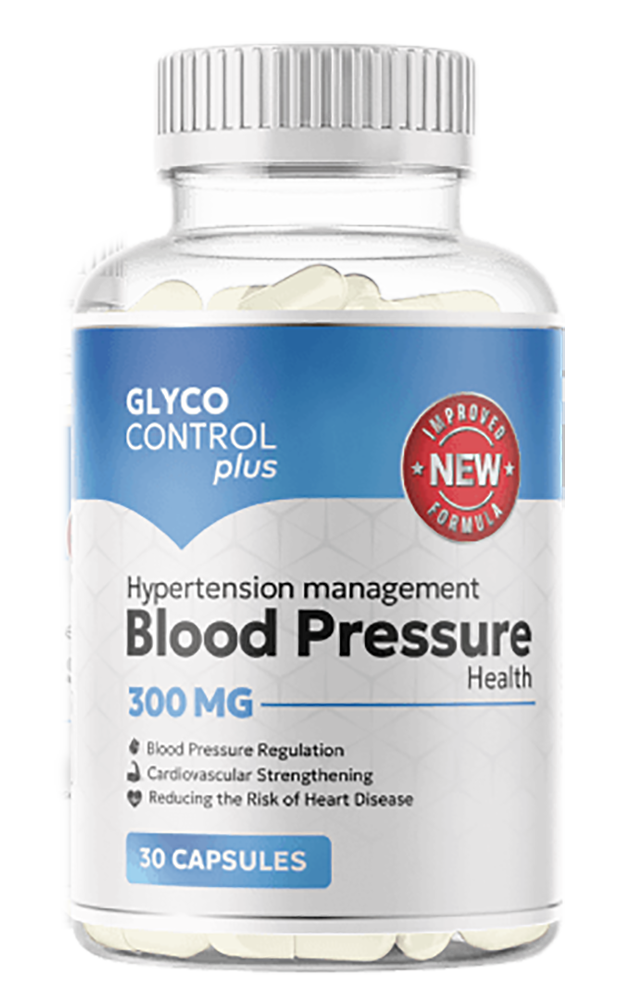 GLYCO
CONTROL
plus
IMPROVED
NEW
FORMULA
Hypertension management
Blood Pressure
Health
300 MG
Blood Pressure Regulation
Cardiovascular Strengthening
Reducing the Risk of Heart Disease
30 CAPSULES